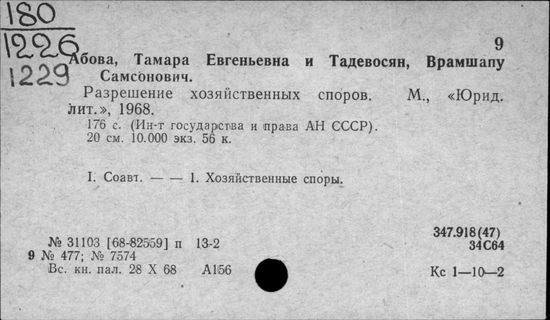 180
1226
1229
9
Абова, Тамара Евгеньевна и Тадевосян, Врамшапу
Самсонович.
Разрешение хозяйственных споров. М., «Юрид.
лит.», 1968.
176 с. (Ин-т государства и права АН СССР).
20 см. 10.000 экз. 56 к.
I. Соавт. — — 1. Хозяйственные споры.
347.918(47)
34С64
№ 31103 [68-82559] п 13-2
9 № 477; № 7574
Вс. кн. пал. 28 X 68 А156
Кс 1—10—2